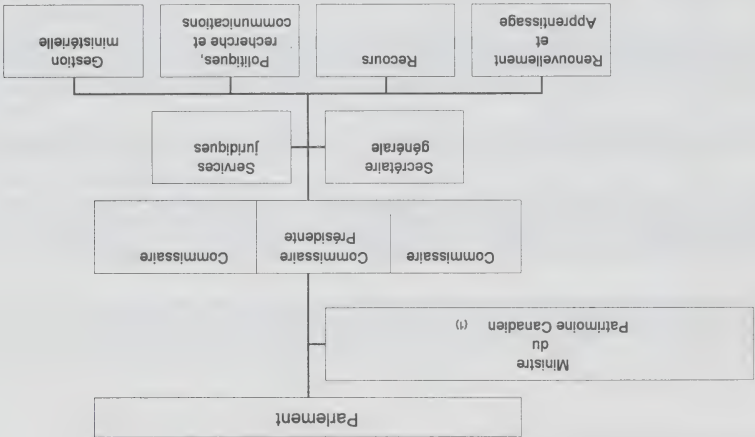 Parlement
Ministre
du
Patrimoine Canadien (1)
Commissaire
Commissaire
Présidente
Commissaire
Secrétaire
générale
Services
juridiques
Renouvellement
et
Apprentissage
Recours
Politiques,
recherche et
communications
Gestion
ministérielle